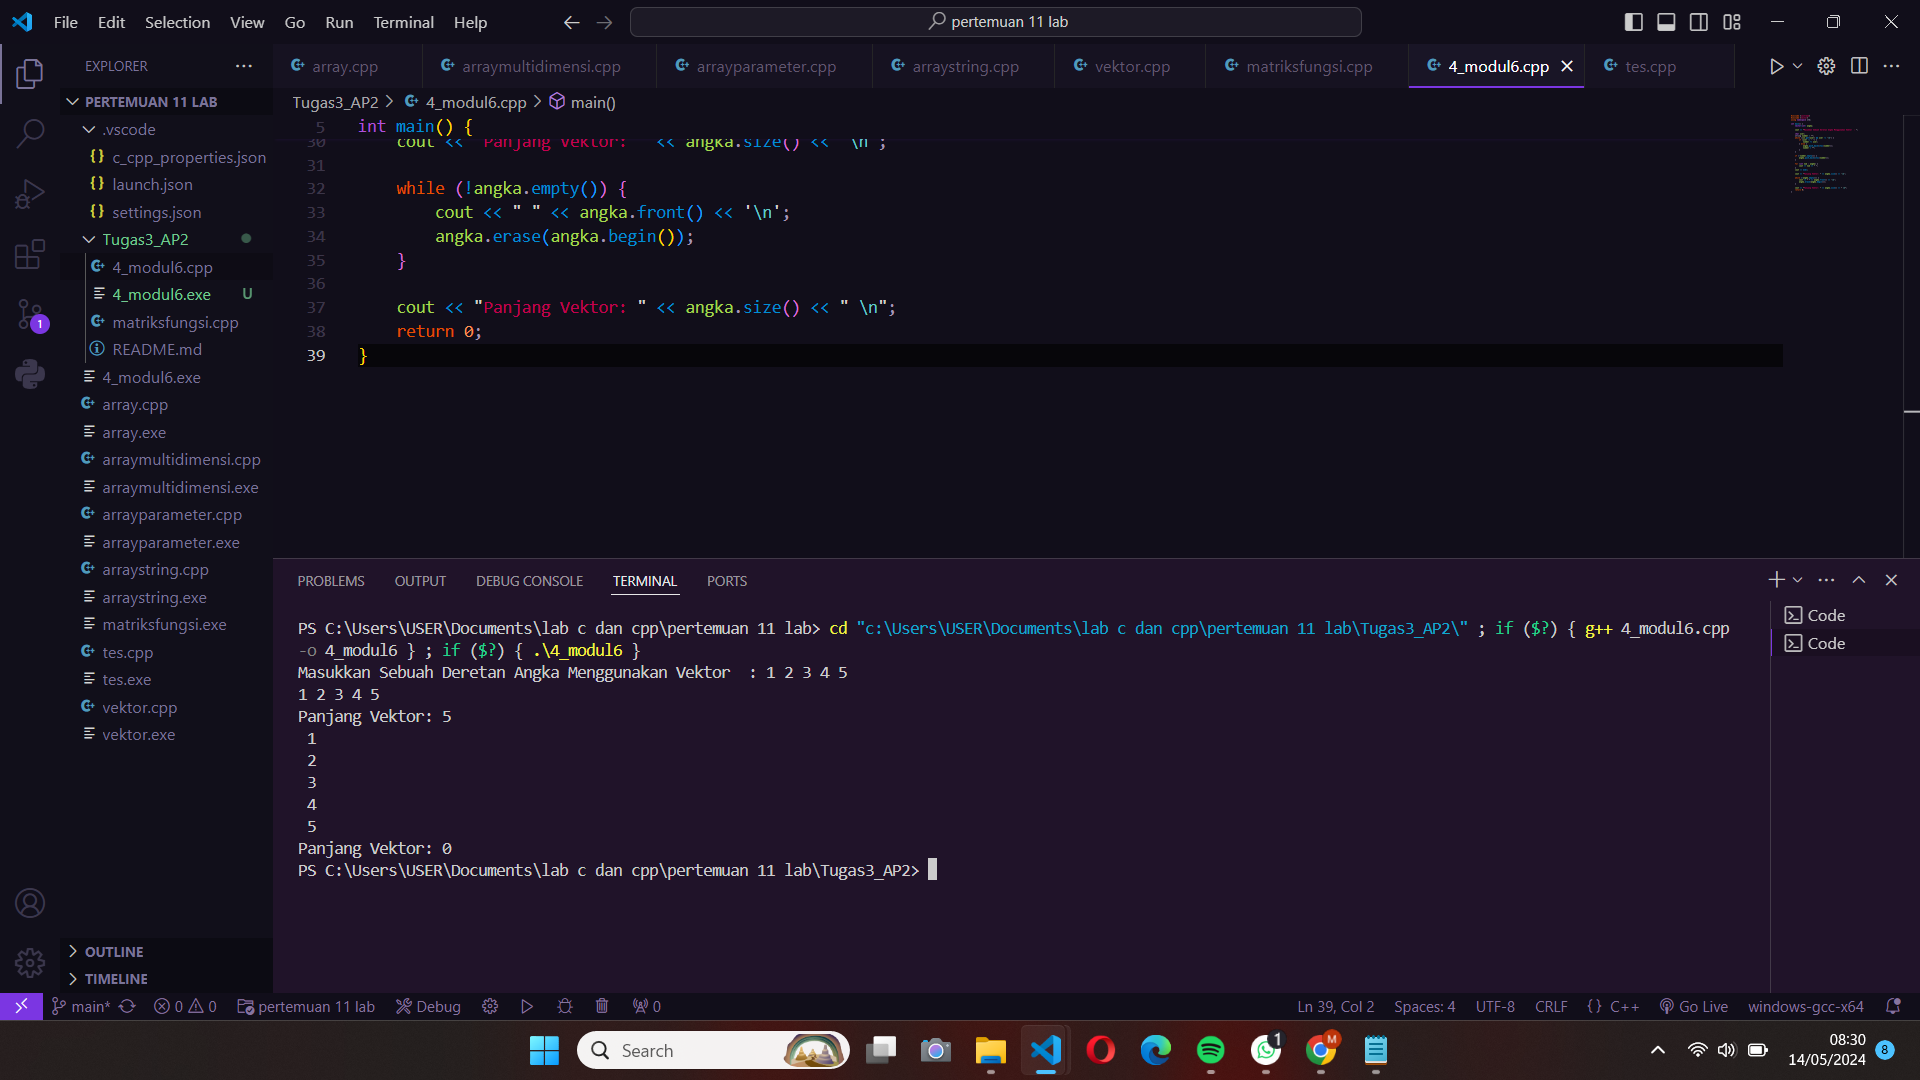 File Edit Selection View Go Run Terminal Help
pertemuan 11 lab
EXPLORER
PERTEMUAN 11 LAB
.vscode
c_cpp_properties.json
launch.json
settings.json
Tugas3_AP2
4_modul6.cpp
4_modul6.exe U
matriksfungsi.cpp
README.md
4_modul6.exe
array.cpp
array.exe
arraymultidimensi.cpp
arraymultidimensi.exe
arrayparameter.cpp
arrayparameter.exe
arraystring.cpp
arraystring.exe
matriksfungsi.exe
tes.cpp
tes.exe
vektor.cpp
vektor.exe
OUTLINE
TIMELINE
1
array.cpp arraymultidimensi.cpp arrayparameter.cpp arraystring.cpp vektor.cpp matriksfungsi.cpp 4_modul6.cpp tes.cpp
Tugas3_AP2 > 4_modul6.cpp > main()
5 int main() {
30 cout << "Panjang Vektor: " << angka.size() << " \n";
31
32 while (!angka.empty()) {
33 cout << " " << angka.front() << '\n';
34 angka.erase(angka.begin());
35 }
36
37 cout << "Panjang Vektor: " << angka.size() << " \n";
38 return 0;
39 }
PROBLEMS OUTPUT DEBUG CONSOLE TERMINAL PORTS
Code
Code
PS C:\Users\USER\Documents\lab c dan cpp\pertemuan 11 lab> cd "c:\Users\USER\Documents\lab c dan cpp\pertemuan 11 lab\Tugas3_AP2\" ; if ($?) { g++ 4_modul6.cpp
-o 4_modul6 } ; if ($?) { .\4_modul6 }
Masukkan Sebuah Deretan Angka Menggunakan Vektor  : 1 2 3 4 5
1 2 3 4 5
Panjang Vektor: 5
1
2
3
4
5
Panjang Vektor: 0
PS C:\Users\USER\Documents\lab c dan cpp\pertemuan 11 lab\Tugas3_AP2>
main* 0 0 pertemuan 11 lab Debug 0 Ln 39, Col 2 Spaces: 4 UTF-8 CRLF {} C++ Go Live windows-gcc-x64
Search
1
M
08:30
14/05/2024
8